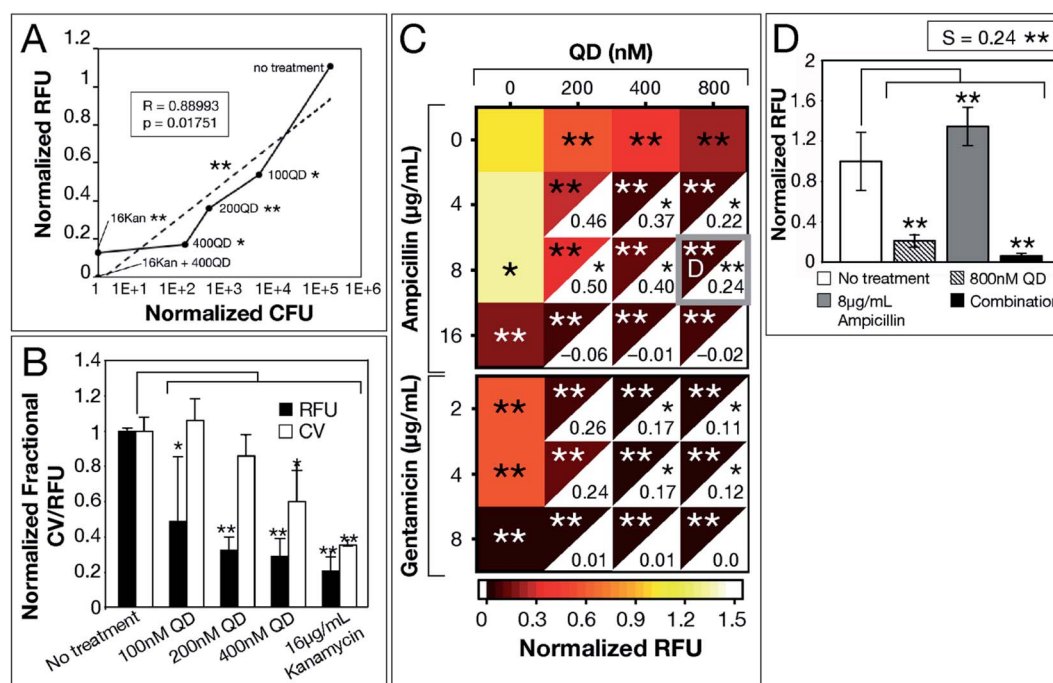 A
Normalized RFU
1.2
1
0.8
0.6
0.4
0.2
0
R = 0.88993
p = 0.01751
no treatment
**
100QD *
200QD **
400QD *
16Kan **
16Kan + 400QD
1 1E+1 1E+2 1E+3 1E+4 1E+5 1E+6
Normalized CFU
B
Normalized Fractional
CV/RFU
1.4
1.2
1
0.8
0.6
0.4
0.2
0
RFU
CV
* ** ** * ** **
No treatment
100nM QD
200nM QD
400nM QD
16µg/mL
Kanamycin
C
QD (nM)
0 200 400 800
Ampicillin (µg/mL)
0 ** ** **
4 ** ** * **  *
0.46 0.37 0.22
8 * ** * ** * ** D **
0.50 0.40 0.24
16 ** ** ** **
−0.06 −0.01 −0.02
Gentamicin (µg/mL)
2 ** ** ** * ** *
0.26 0.17 0.11
4 ** ** ** * ** *
0.24 0.17 0.12
8 ** ** ** **
0.01 0.01 0.0
0 0.3 0.6 0.9 1.2 1.5
Normalized RFU
D
S = 0.24 **
Normalized RFU
2
1.6
1.2
0.8
0.4
0
** ** **
No treatment 800nM QD
8µg/mL
Ampicillin
Combination